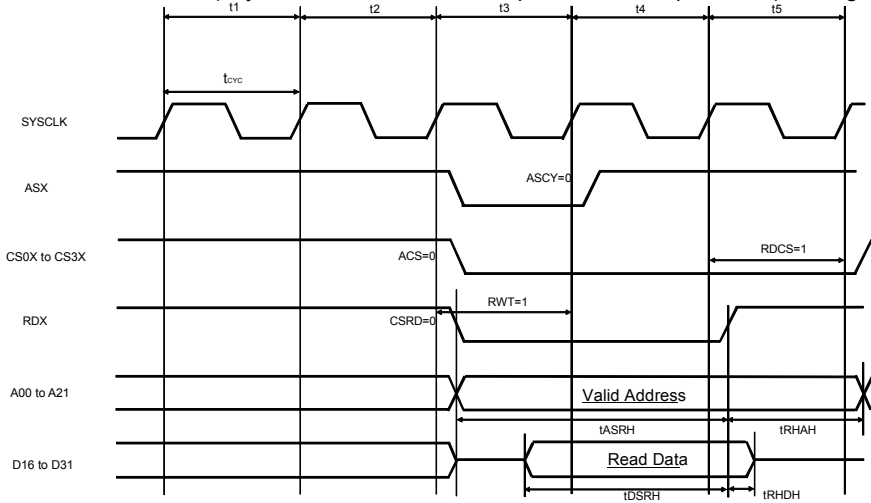 t1 t2 t3 t4 t5
tCYC
SYSCLK
ASX
ASCY=0
CS0X to CS3X
ACS=0
RDCS=1
RWT=1
RDX
CSRD=0
A00 to A21
Valid Address
tASRH
tRHAH
D16 to D31
Read Data
tDSRH
tRHDH